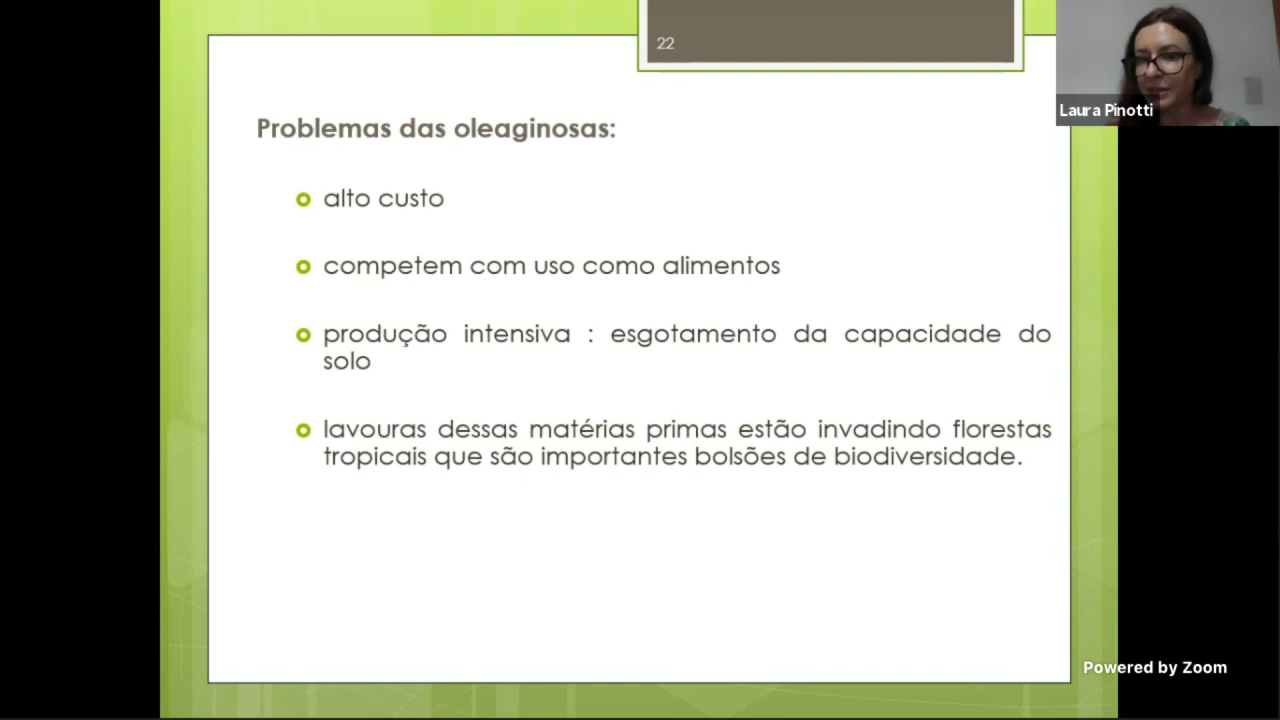 22
Laura Pinotti
Problemas das oleaginosas:
alto custo
competem com uso como alimentos
produção intensiva : esgotamento da capacidade do
solo
lavouras dessas matérias primas estão invadindo florestas
tropicais que são importantes bolsões de biodiversidade.
Powered by Zoom